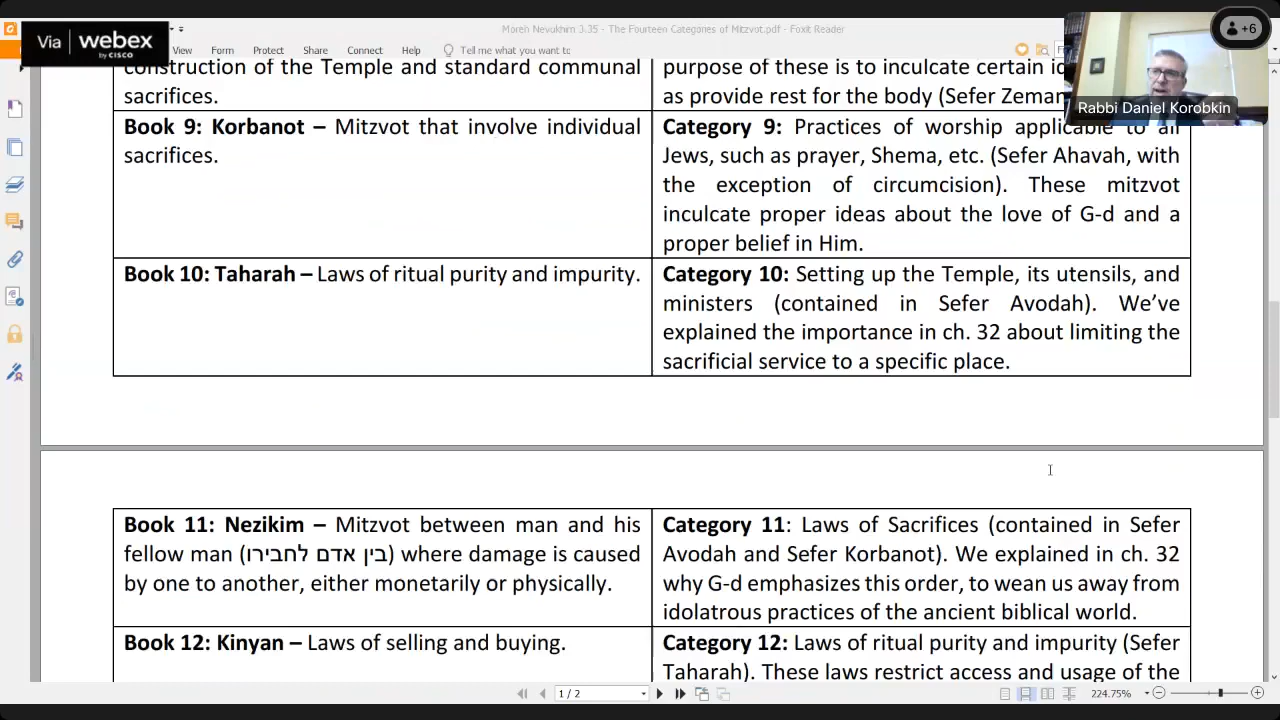 Moreh Nevukhim 3.35 - The Fourteen Categories of Mitzvot.pdf - Foxit Reader
Via webex
by CISCO
+6
View Form Protect Share Connect Help Tell me what you want to
Rabbi Daniel Korobkin
construction of the Temple and standard communal
sacrifices.
purpose of these is to inculcate certain
as provide rest for the body (Sefer
Book 9: Korbanot – Mitzvot that involve individual
sacrifices.
Category 9: Practices of worship applicable to all
Jews, such as prayer, Shema, etc. (Sefer Ahavah, with
the exception of circumcision). These mitzvot
inculcate proper ideas about the love of G-d and a
proper belief in Him.
Book 10: Taharah – Laws of ritual purity and impurity.
Category 10: Setting up the Temple, its utensils, and
ministers (contained in Sefer Avodah). We’ve
explained the importance in ch. 32 about limiting the
sacrificial service to a specific place.
Book 11: Nezikim – Mitzvot between man and his
fellow man (בין אדם לחבירו) where damage is caused
by one to another, either monetarily or physically.
Category 11: Laws of Sacrifices (contained in Sefer
Avodah and Sefer Korbanot). We explained in ch. 32
why G-d emphasizes this order, to wean us away from
idolatrous practices of the ancient biblical world.
Book 12: Kinyan – Laws of selling and buying.
Category 12: Laws of ritual purity and impurity (Sefer
Taharah). These laws restrict access and usage of the
1 / 2
224.75%